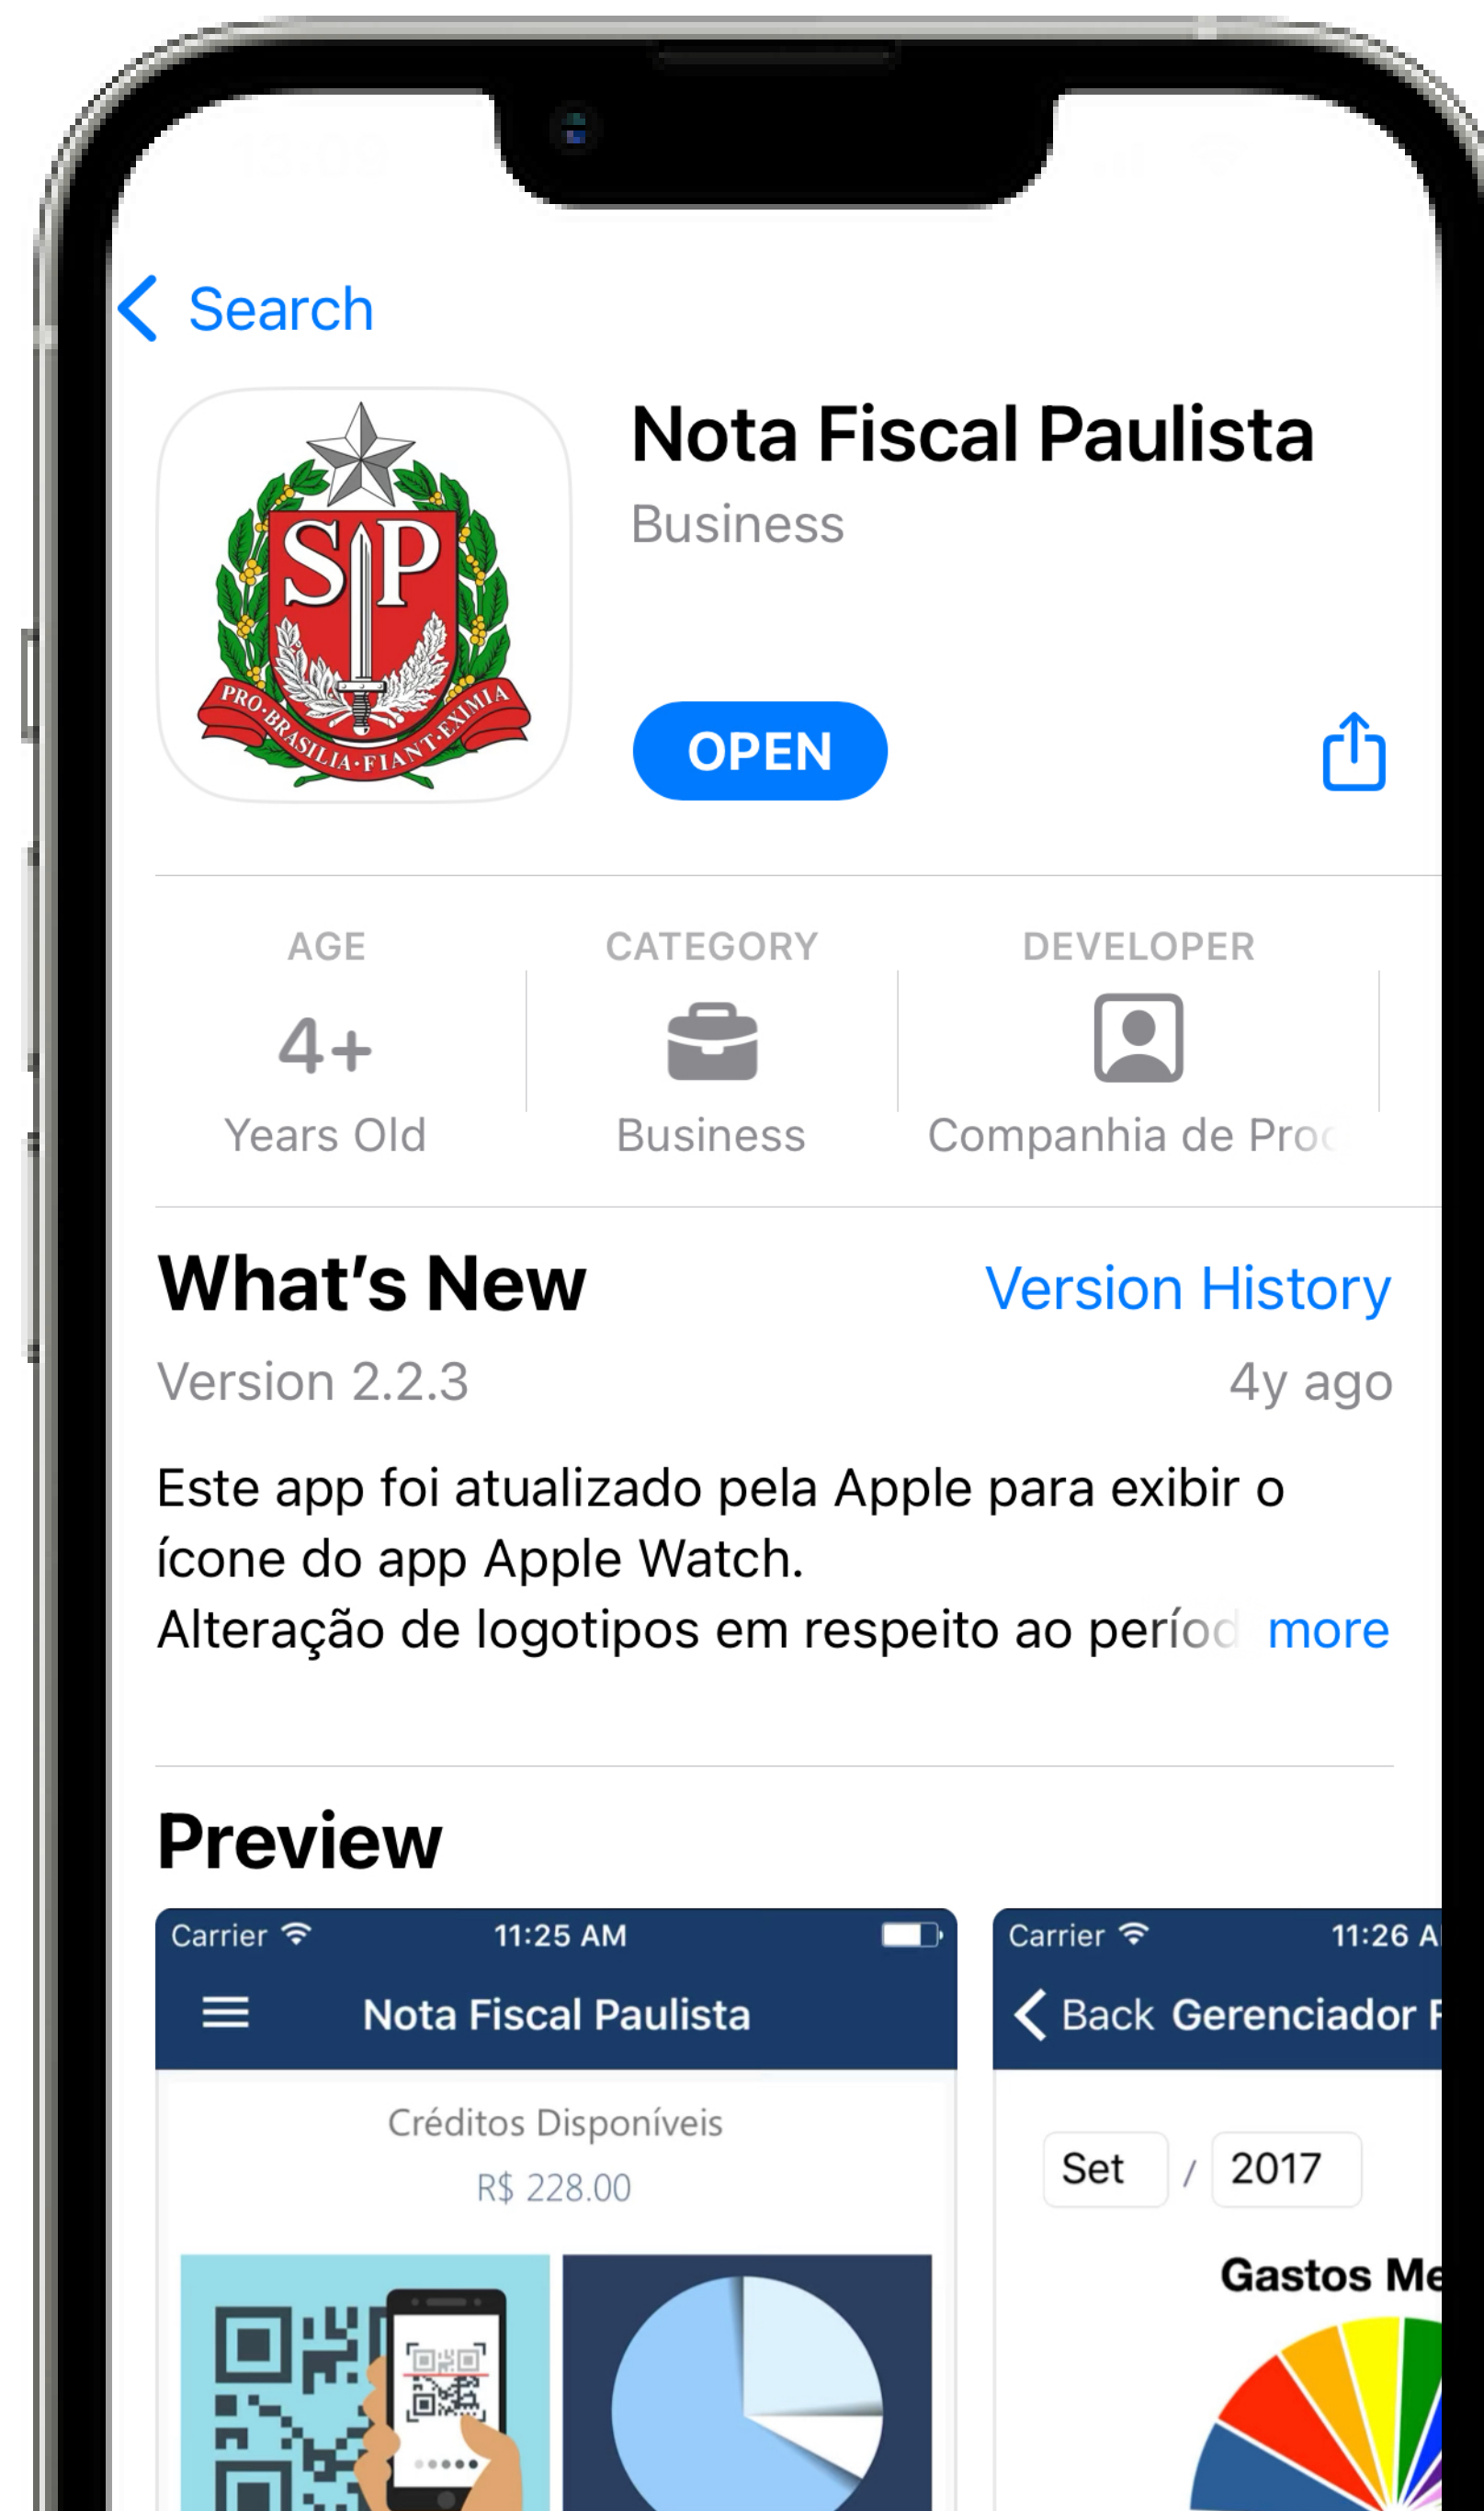 Search
Nota Fiscal Paulista
Business
SP
PRO·BRASILIA·FIANT·EXIMIA
OPEN
AGE
CATEGORY
DEVELOPER
4+
Years Old
Business
Companhia de Proc
What's New
Version History
Version 2.2.3
4y ago
Este app foi atualizado pela Apple para exibir o
ícone do app Apple Watch.
Alteração de logotipos em respeito ao períod more
Preview
Carrier 11:25 AM
Nota Fiscal Paulista
Créditos Disponíveis
R$ 228.00
Carrier 11:26 A
Back Gerenciador F
Set / 2017
Gastos Me